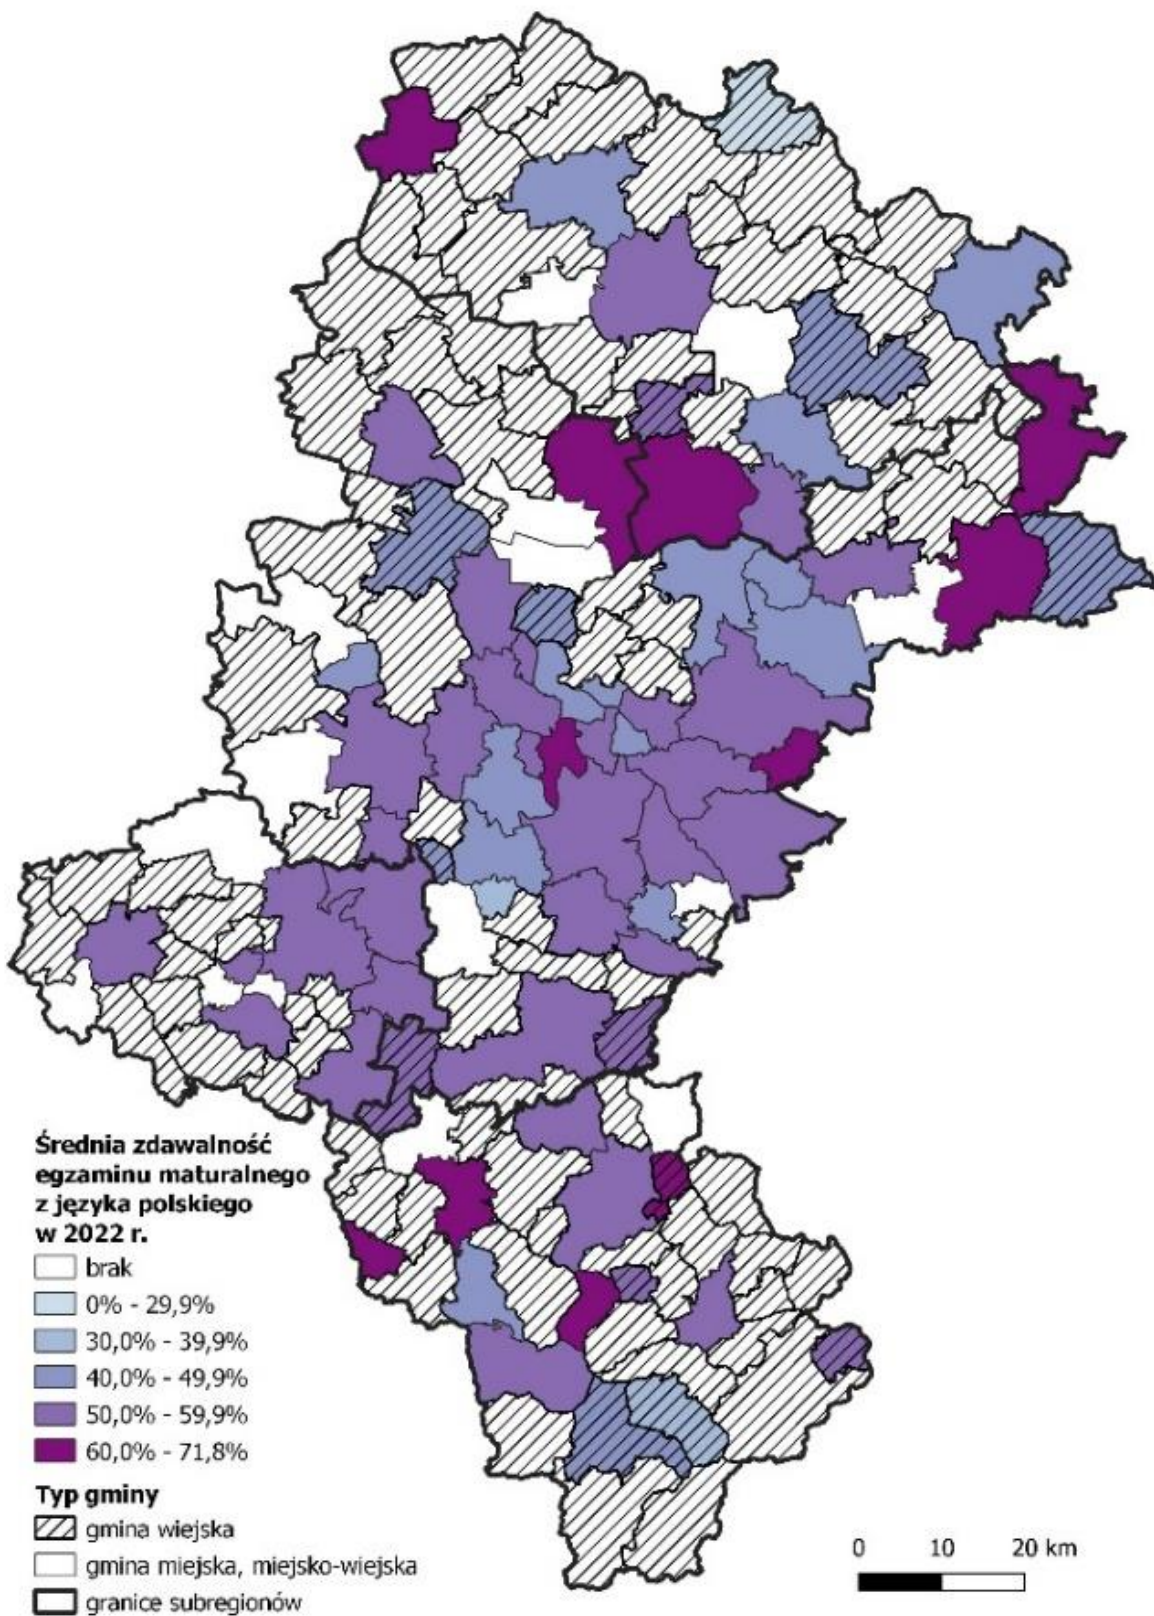 Średnia zdawalność
egzaminu maturalnego
z języka polskiego
w 2022 r.
brak
0% - 29,9%
30,0% - 39,9%
40,0% - 49,9%
50,0% - 59,9%
60,0% - 71,8%
Typ gminy
gmina wiejska
gmina miejska, miejsko-wiejska
granice subregionów
0 10 20 km